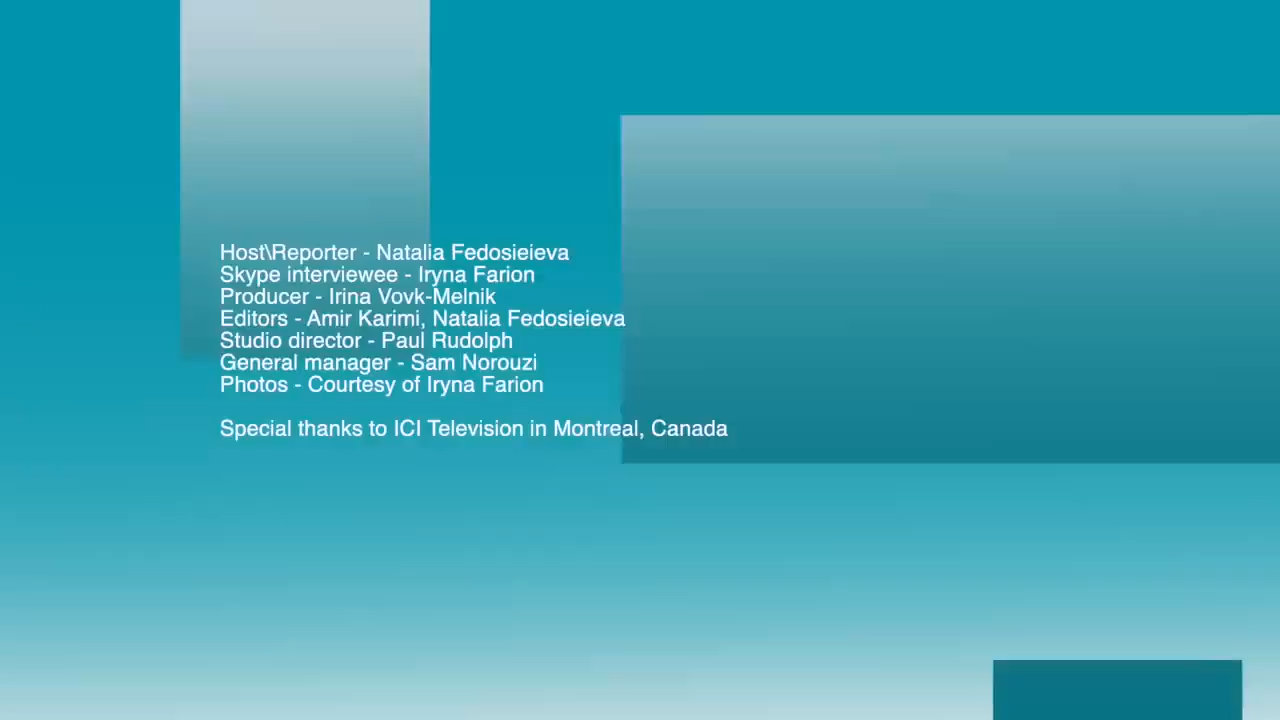 Host\Reporter - Natalia Fedosieieva
Skype interviewee - Iryna Farion
Producer - Irina Vovk-Melnik
Editors - Amir Karimi, Natalia Fedosieieva
Studio director - Paul Rudolph
General manager - Sam Norouzi
Photos - Courtesy of Iryna Farion
Special thanks to ICI Television in Montreal, Canada